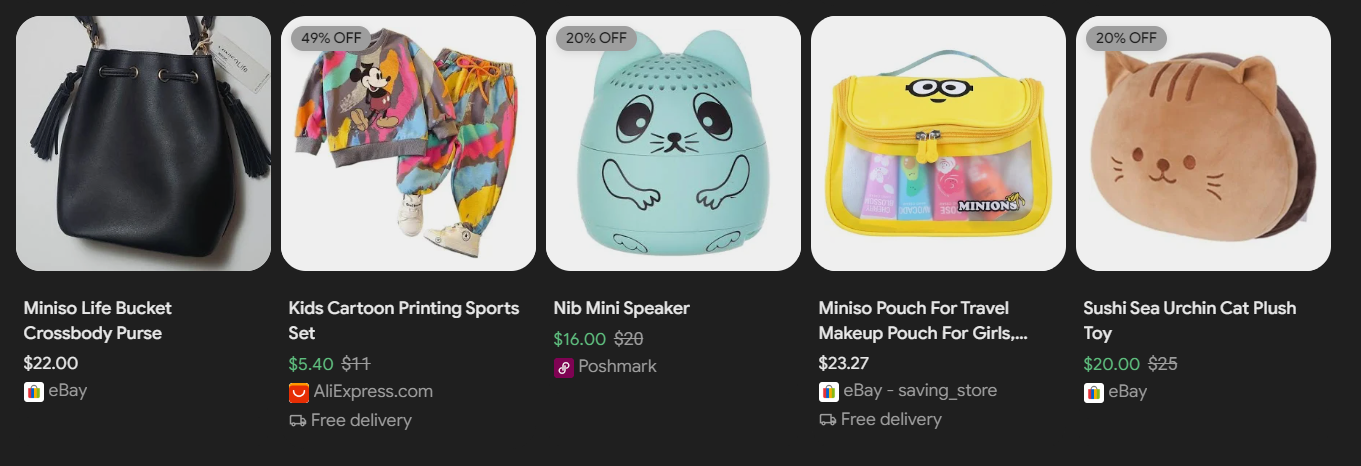 49% OFF
20% OFF
20% OFF
MINIONS
Miniso Life Bucket
Crossbody Purse
$22.00
eBay
Kids Cartoon Printing Sports
Set
$5.40 $11
AliExpress.com
Free delivery
Nib Mini Speaker
$16.00 $20
Poshmark
Miniso Pouch For Travel
Makeup Pouch For Girls,...
$23.27
eBay - saving_store
Free delivery
Sushi Sea Urchin Cat Plush
Toy
$20.00 $25
eBay